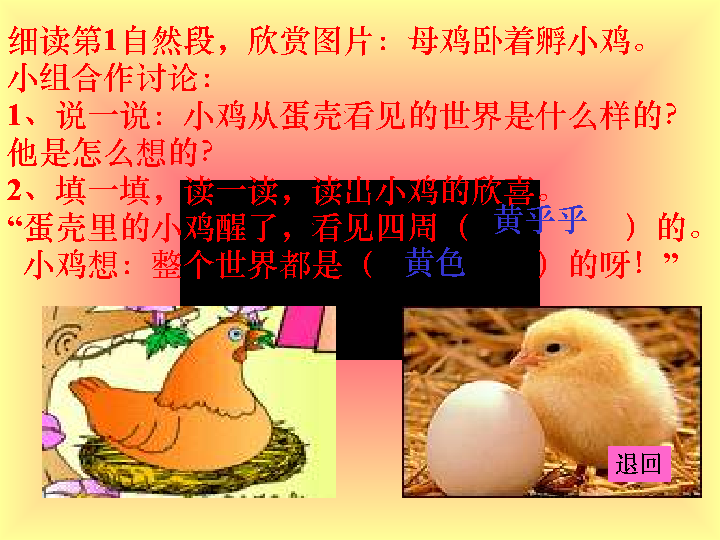 细读第1自然段，欣赏图片：母鸡卧着孵小鸡。
小组合作讨论：
1、说一说：小鸡从蛋壳看见的世界是什么样的？
他是怎么想的？
2、填一填，读一读，读出小鸡的欣喜。
“蛋壳里的小鸡醒了，看见四周（ 黄乎乎 ）的。
小鸡想：整个世界都是（ 黄色 ）的呀！”
退回